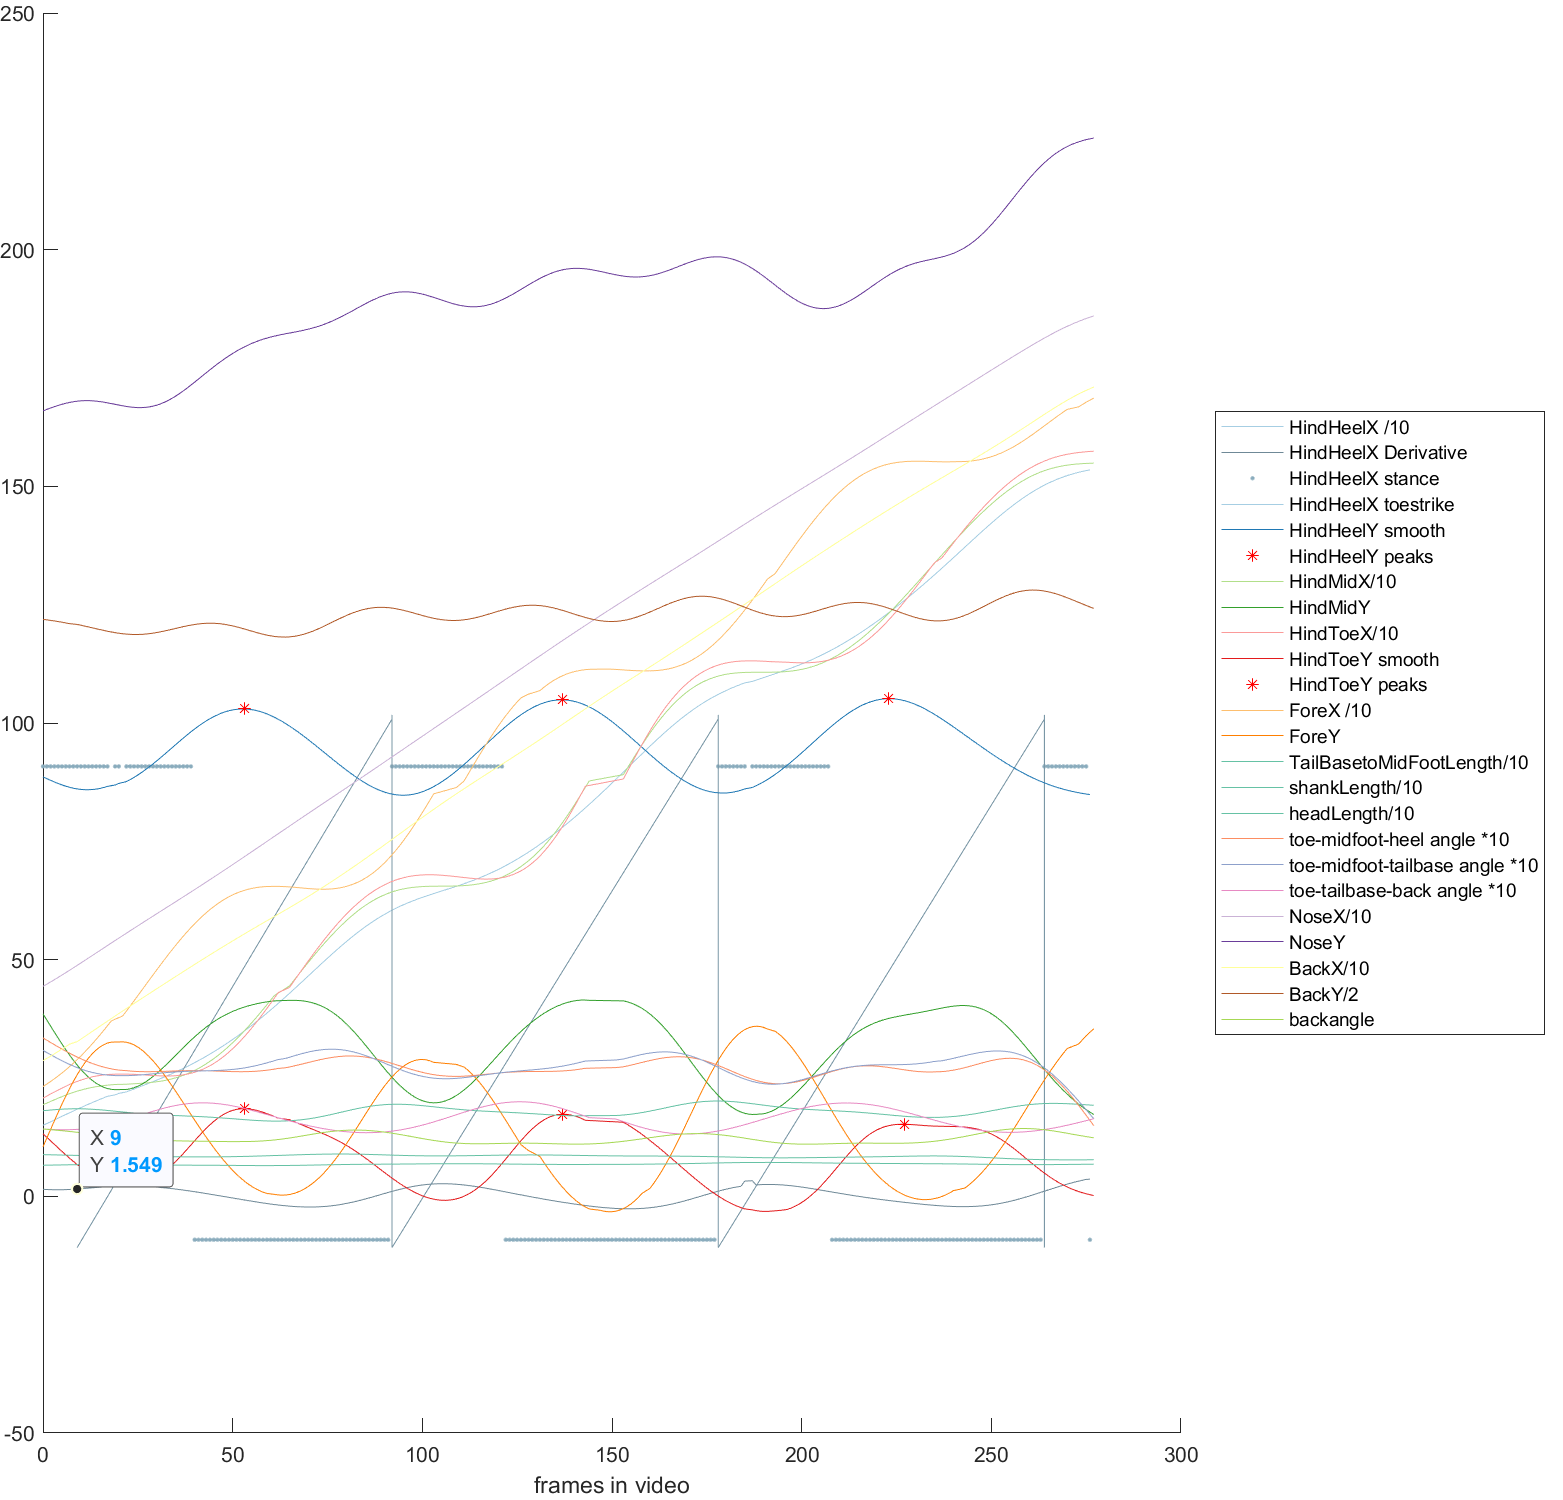 250
200
150
100
50
0
-50
0 50 100 150 200 250 300
frames in video
X 9
Y 1.549
HindHeelX /10
HindHeelX Derivative
HindHeelX stance
HindHeelX toestrike
HindHeelY smooth
HindHeelY peaks
HindMidX/10
HindMidY
HindToeX/10
HindToeY smooth
HindToeY peaks
ForeX /10
ForeY
TailBasetoMidFootLength/10
shankLength/10
headLength/10
toe-midfoot-heel angle *10
toe-midfoot-tailbase angle *10
toe-tailbase-back angle *10
NoseX/10
NoseY
BackX/10
BackY/2
backangle